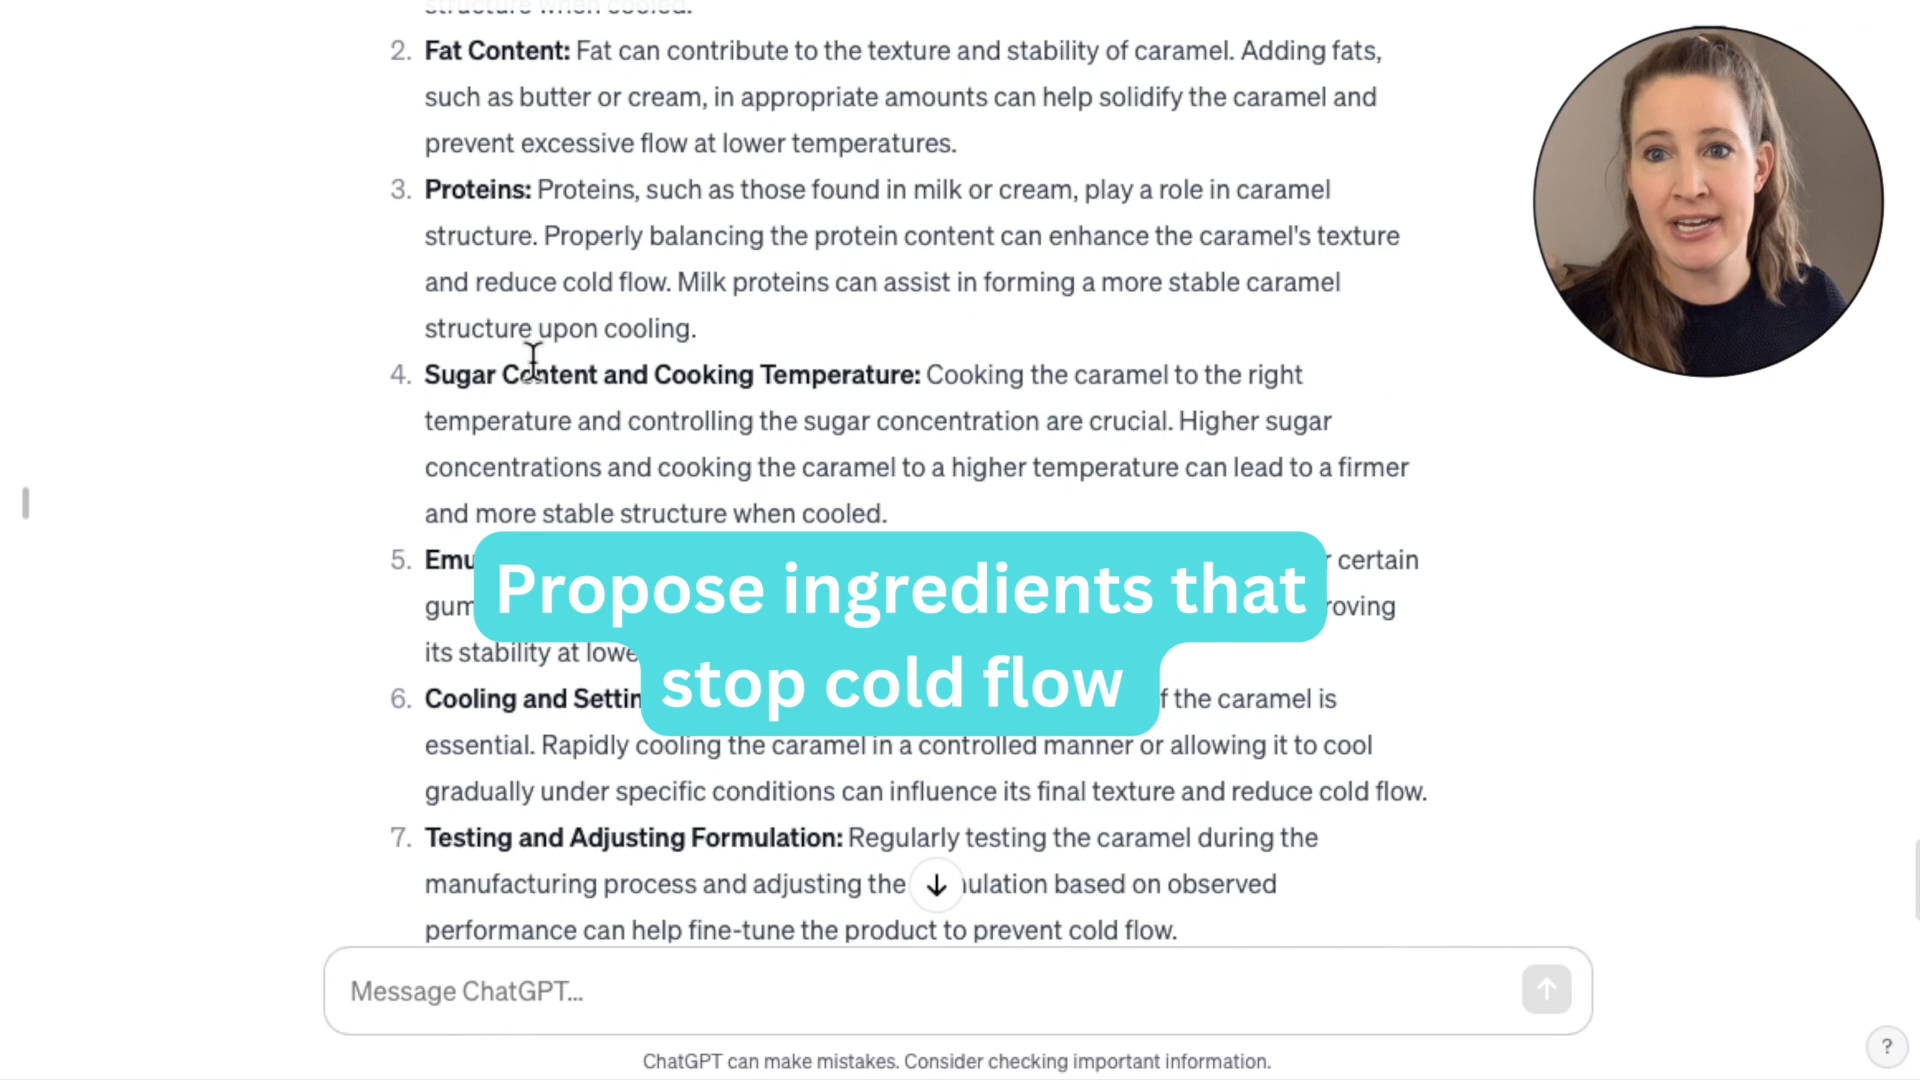 structure when cooled.
2. Fat Content: Fat can contribute to the texture and stability of caramel. Adding fats,
such as butter or cream, in appropriate amounts can help solidify the caramel and
prevent excessive flow at lower temperatures.
3. Proteins: Proteins, such as those found in milk or cream, play a role in caramel
structure. Properly balancing the protein content can enhance the caramel's texture
and reduce cold flow. Milk proteins can assist in forming a more stable caramel
structure upon cooling.
4. Sugar Content and Cooking Temperature: Cooking the caramel to the right
temperature and controlling the sugar concentration are crucial. Higher sugar
concentrations and cooking the caramel to a higher temperature can lead to a firmer
and more stable structure when cooled.
5. certain
its stability at
6. Cooling and of the caramel is
essential. Rapidly cooling the caramel in a controlled manner or allowing it to cool
gradually under specific conditions can influence its final texture and reduce cold flow.
7. Testing and Adjusting Formulation: Regularly testing the caramel during the
manufacturing process and adjusting the based on observed
performance can help fine-tune the product to prevent cold flow.
Propose ingredients that
stop cold flow
Message ChatGPT...
ChatGPT can make mistakes. Consider checking important information.
?